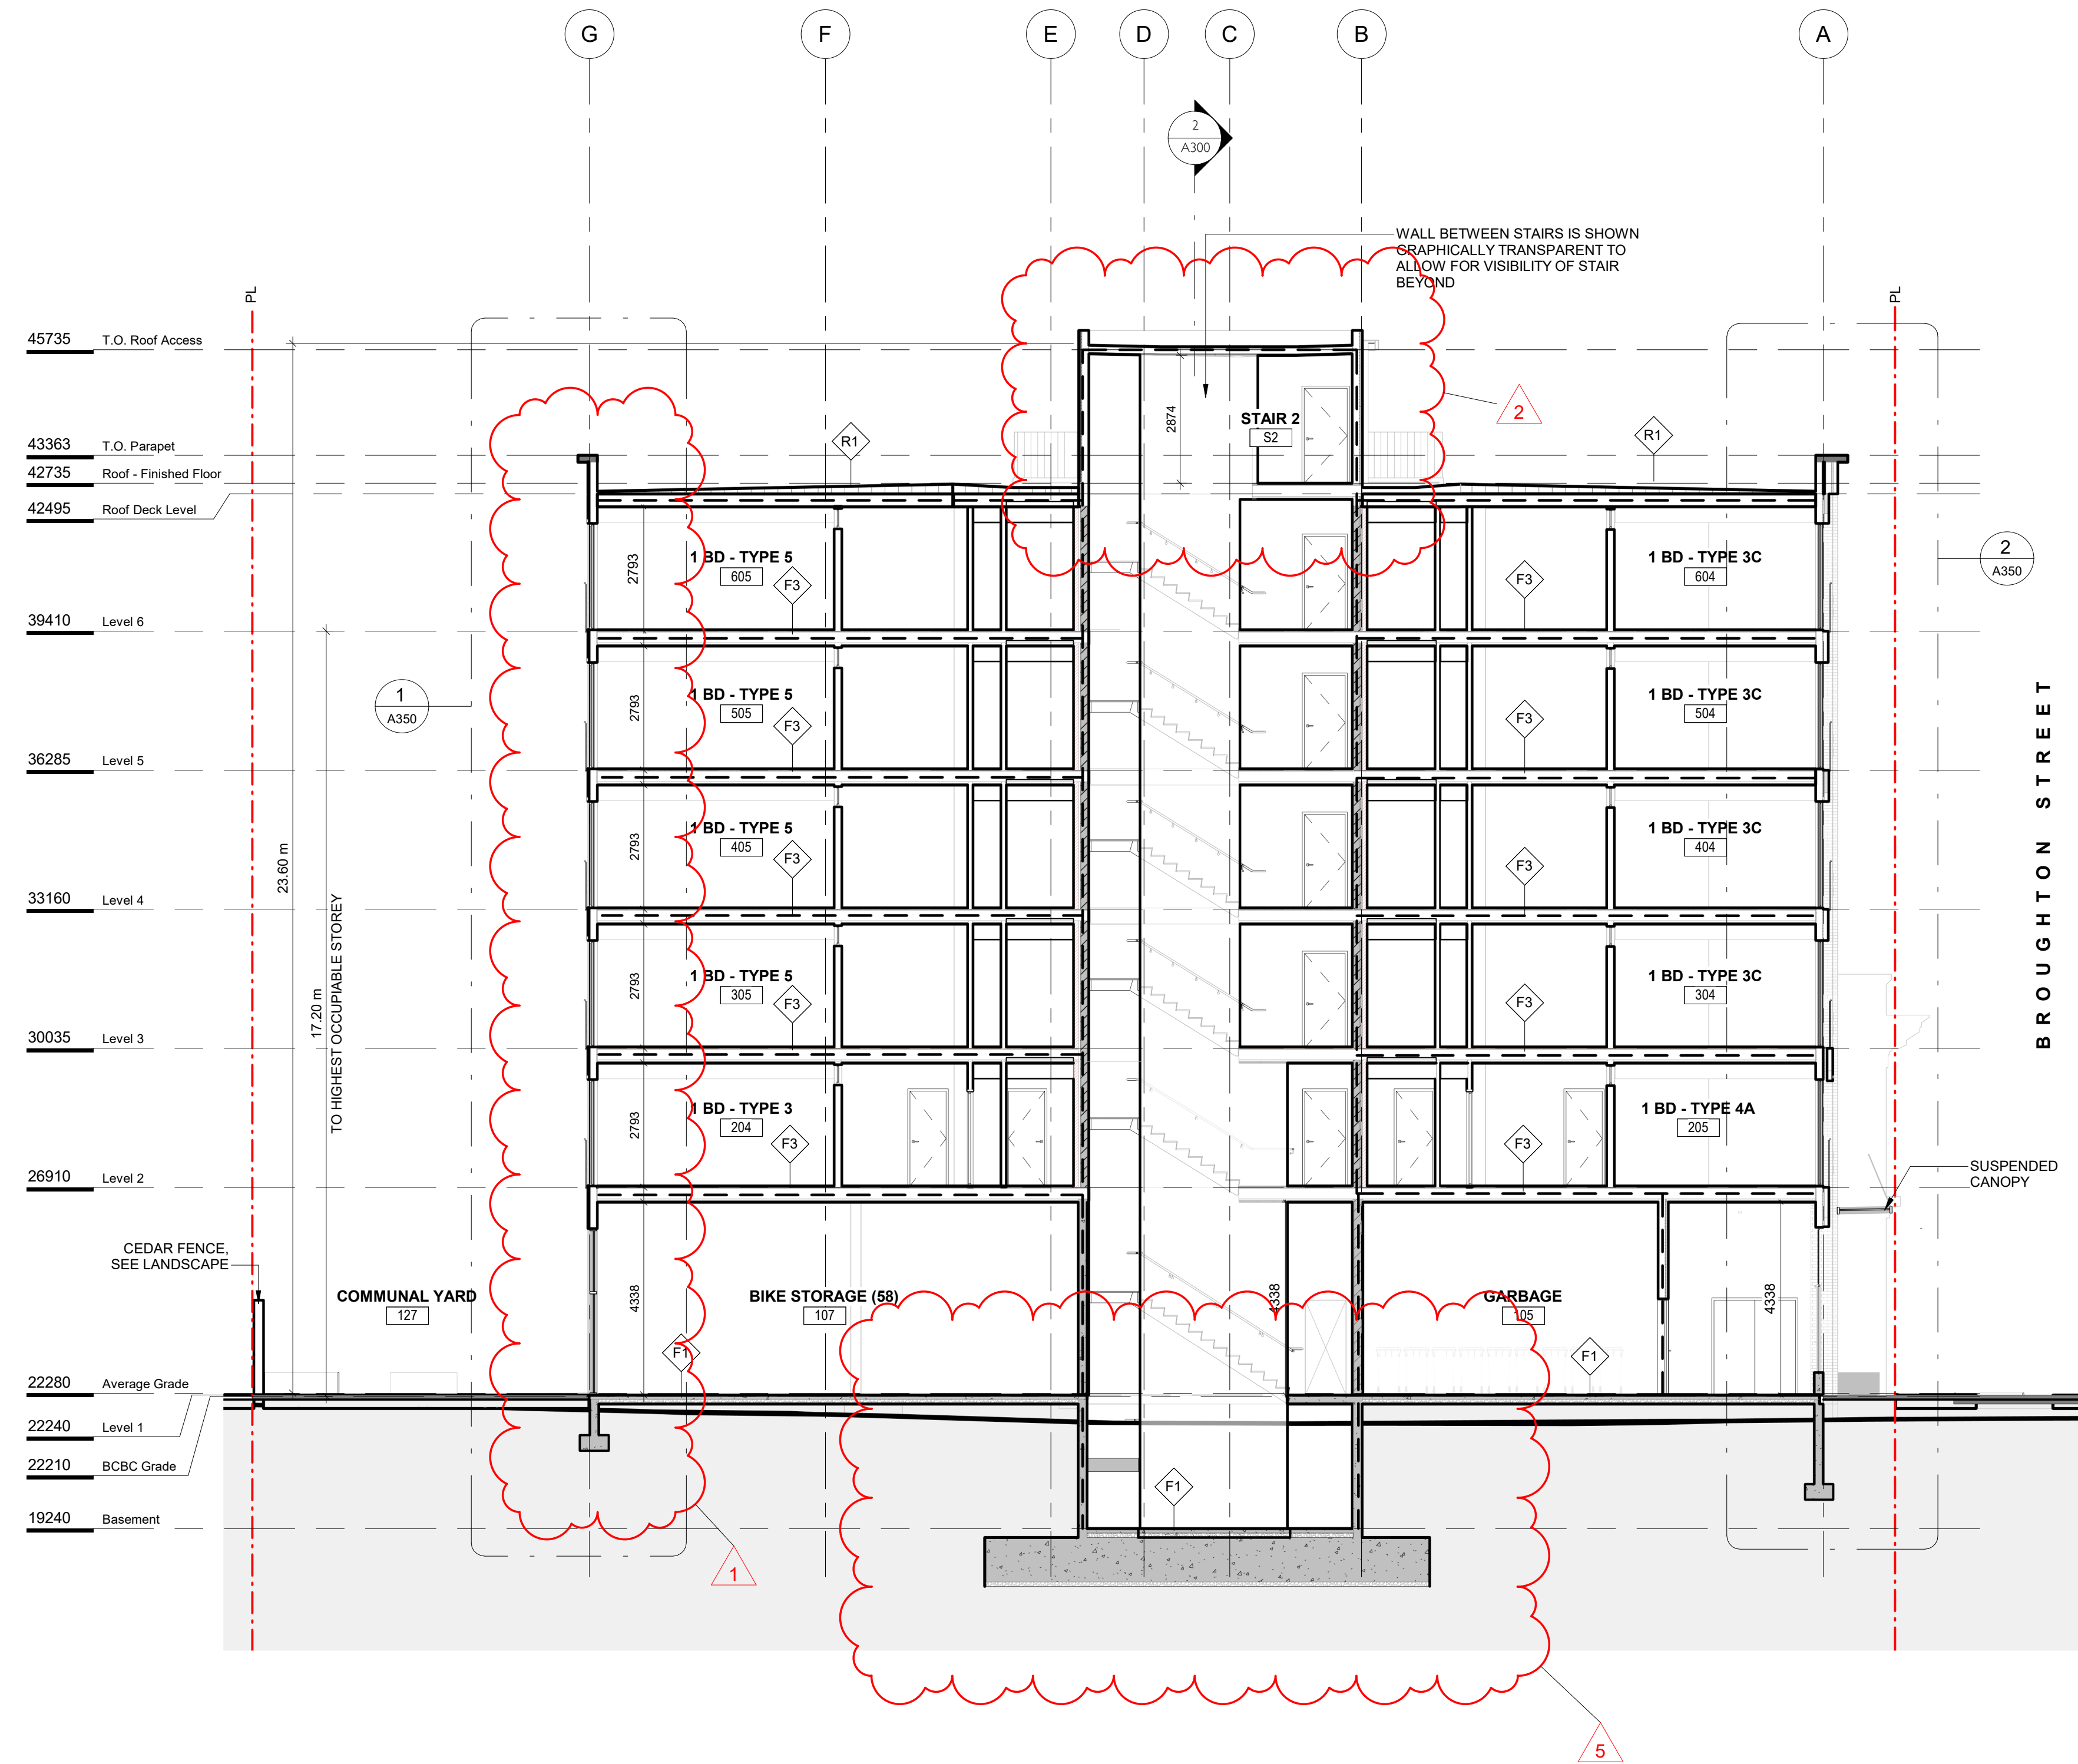 G
F
E
D
C
B
A
2
A300
WALL BETWEEN STAIRS IS SHOWN
GRAPHICALLY TRANSPARENT TO
ALLOW FOR VISIBILITY OF STAIR
BEYOND
PL
PL
45735 T.O. Roof Access
43363 T.O. Parapet
42735 Roof - Finished Floor
42495 Roof Deck Level
39410 Level 6
36285 Level 5
33160 Level 4
30035 Level 3
26910 Level 2
22280 Average Grade
22240 Level 1
22210 BCBC Grade
19240 Basement
23.60 m
17.20 m
TO HIGHEST OCCUPIABLE STOREY
2874
STAIR 2
S2
2
R1
R1
2793
1 BD - TYPE 5
605
F3
F3
1 BD - TYPE 3C
604
2
A350
1
A350
2793
1 BD - TYPE 5
505
F3
F3
1 BD - TYPE 3C
504
2793
1 BD - TYPE 5
405
F3
F3
1 BD - TYPE 3C
404
2793
1 BD - TYPE 5
305
F3
F3
1 BD - TYPE 3C
304
2793
1 BD - TYPE 3
204
F3
F3
1 BD - TYPE 4A
205
BROUGHTON STREET
SUSPENDED
CANOPY
CEDAR FENCE,
SEE LANDSCAPE
COMMUNAL YARD
127
4338
BIKE STORAGE (58)
107
F1
4338
GARBAGE
105
F1
4338
F1
1
5